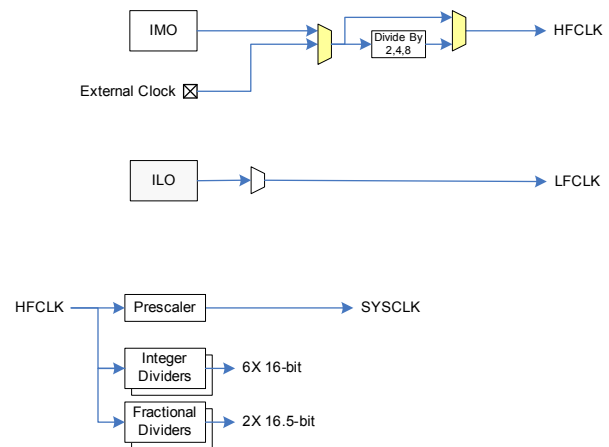 IMO
Divide By
2,4,8
HFCLK
External Clock
ILO
LFCLK
HFCLK
Prescaler
SYSCLK
Integer
Dividers
6X 16-bit
Fractional
Dividers
2X 16.5-bit